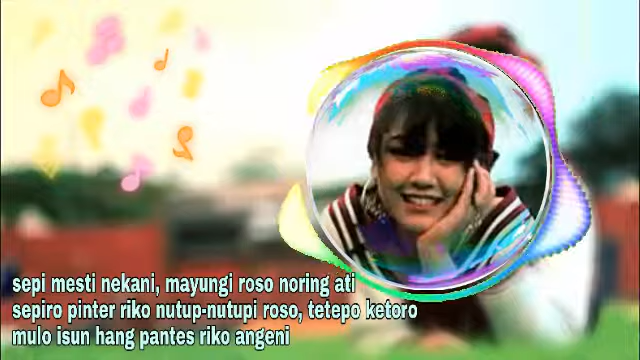 sepi mesti nekani, mayungi roso noring ati
sepiro pinter riko nutup-nutupi roso, tetepo ketoro
mulo isun hang pantes riko angeni